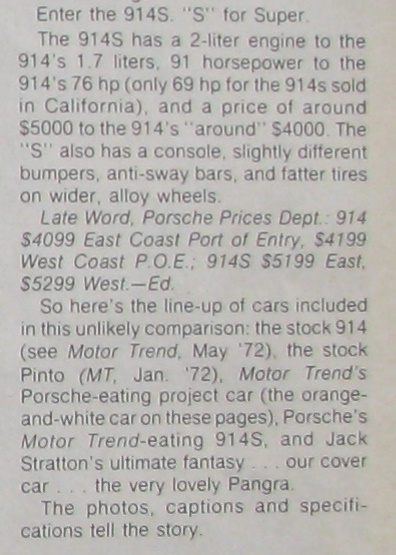 Enter the 914S. "S" for Super.
The 914S has a 2-liter engine to the
914's 1.7 liters, 91 horsepower to the
914's 76 hp (only 69 hp for the 914s sold
in California), and a price of around
$5000 to the 914's "around" $4000. The
"S" also has a console, slightly different
bumpers, anti-sway bars, and fatter tires
on wider, alloy wheels.
Late Word, Porsche Prices Dept.: 914
$4099 East Coast Port of Entry, $4199
West Coast P.O.E.; 914S $5199 East,
$5299 West.—Ed.
So here's the line-up of cars included
in this unlikely comparison: the stock 914
(see Motor Trend, May '72), the stock
Pinto (MT, Jan. '72), Motor Trend's
Porsche-eating project car (the orange-
and-white car on these pages), Porsche's
Motor Trend-eating 914S, and Jack
Stratton's ultimate fantasy . . . our cover
car . . . the very lovely Pangra.
The photos, captions and specifi-
cations tell the story.